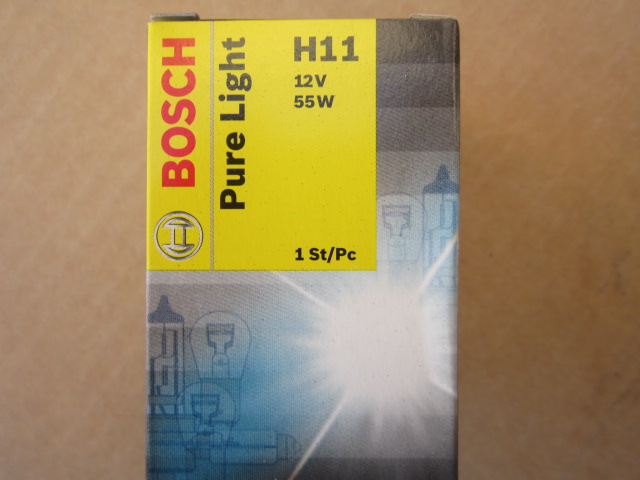 BOSCH
Pure Light
H11
12V
55W
1 St/Pc